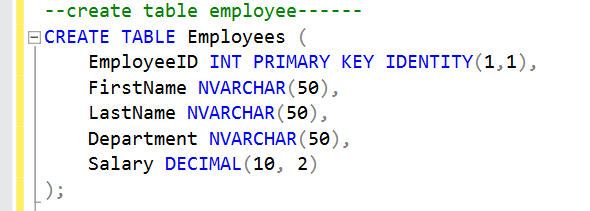 --create table employee------
CREATE TABLE Employees (
EmployeeID INT PRIMARY KEY IDENTITY(1,1),
FirstName NVARCHAR(50),
LastName NVARCHAR(50),
Department NVARCHAR(50),
Salary DECIMAL(10, 2)
);